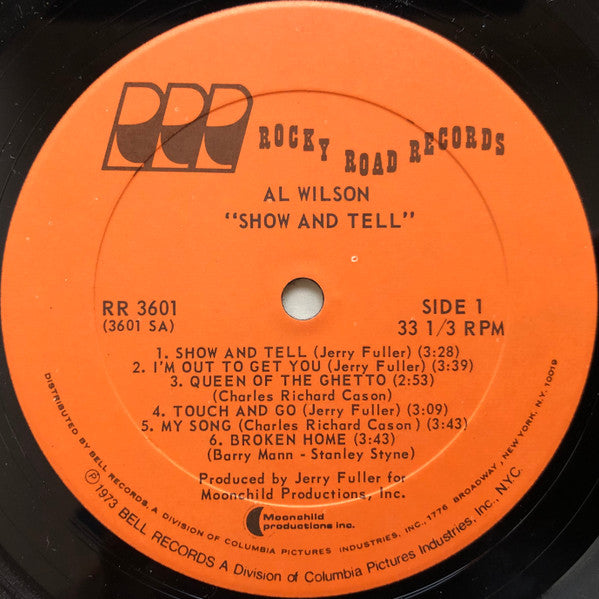 RRR
ROCKY ROAD RECORDS
AL WILSON
"SHOW AND TELL"
RR 3601
(3601 SA)
SIDE 1
33 1/3 RPM
1. SHOW AND TELL (Jerry Fuller) (3:28)
2. I'M OUT TO GET YOU (Jerry Fuller) (3:39)
3. QUEEN OF THE GHETTO (2:53)
(Charles Richard Cason)
4. TOUCH AND GO (Jerry Fuller) (3:09)
5. MY SONG (Charles Richard Cason ) (3:43)
6. BROKEN HOME (3:43)
(Barry Mann - Stanley Styne)
Produced by Jerry Fuller for
Moonchild Productions, Inc.
Moonchild
productions inc.
DISTRIBUTED BY BELL RECORDS, A DIVISION OF COLUMBIA PICTURES INDUSTRIES, INC., 1776 BROADWAY, NEW YORK, N.Y. 10019
Ⓟ 1973 BELL RECORDS A Division of Columbia Pictures Industries, Inc., N.Y.C.